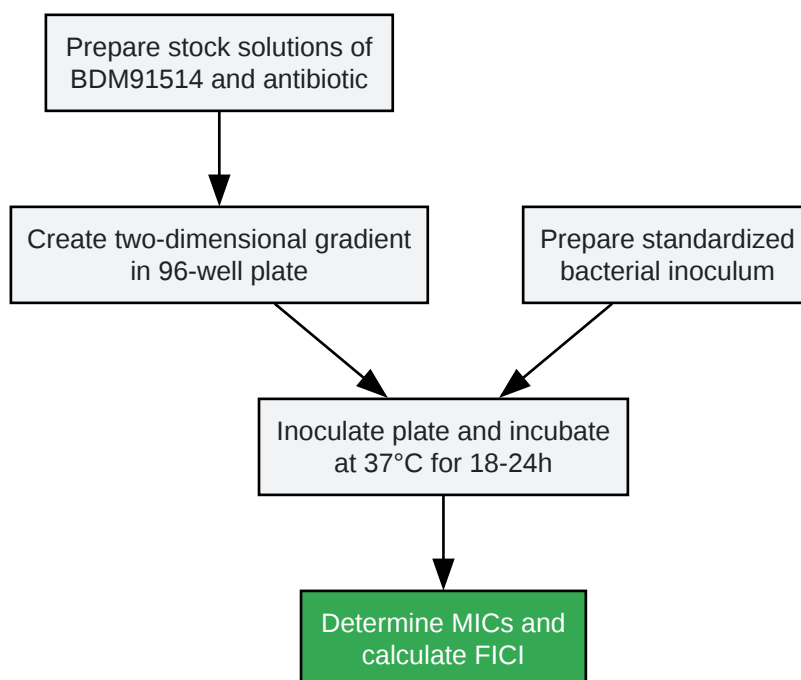 Prepare stock solutions of
BDM91514 and antibiotic
Create two-dimensional gradient
in 96-well plate
Prepare standardized
bacterial inoculum
Inoculate plate and incubate
at 37°C for 18-24h
Determine MICs and
calculate FICI